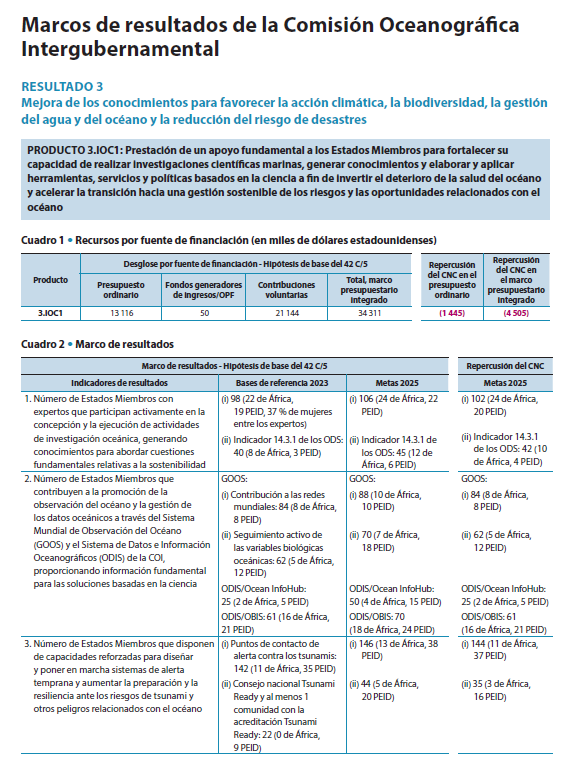 Marcos de resultados de la Comisión Oceanográfica
Intergubernamental
RESULTADO 3
Mejora de los conocimientos para favorecer la acción climática, la biodiversidad, la gestión
del agua y del océano y la reducción del riesgo de desastres
PRODUCTO 3.IOC1: Prestación de un apoyo fundamental a los Estados Miembros para fortalecer su
capacidad de realizar investigaciones científicas marinas, generar conocimientos y elaborar y aplicar
herramientas, servicios y políticas basados en la ciencia a fin de invertir el deterioro de la salud del océano
y acelerar la transición hacia una gestión sostenible de los riesgos y las oportunidades relacionados con el
océano
Cuadro 1 • Recursos por fuente de financiación (en miles de dólares estadounidenses)
Producto
Desglose por fuente de financiación - Hipótesis de base del 42 C/5
Presupuesto
ordinario
Fondos generadores
de ingresos/OPF
Contribuciones
voluntarias
Total, marco
presupuestario
integrado
Repercusión
del CNC en el
presupuesto
ordinario
Repercusión
del CNC en
el marco
presupuestario
integrado
3.IOC1 13 116 50 21 144 34 311 (1 445) (4 505)
Cuadro 2 • Marco de resultados
Marco de resultados - Hipótesis de base del 42 C/5
Repercusión del CNC
Indicadores de resultados
Bases de referencia 2023
Metas 2025
Metas 2025
1. Número de Estados Miembros con
expertos que participan activamente en la
concepción y la ejecución de actividades
de investigación oceánica, generando
conocimientos para abordar cuestiones
fundamentales relativas a la sostenibilidad
(i) 98 (22 de África,
19 PEID, 37 % de mujeres
entre los expertos)
(ii) Indicador 14.3.1 de los ODS:
40 (8 de África, 3 PEID)
(i) 106 (24 de África, 22
PEID)
(ii) Indicador 14.3.1 de
los ODS: 45 (12 de
África, 6 PEID)
(i) 102 (24 de África,
20 PEID)
(ii) Indicador 14.3.1
de los ODS: 42 (10
de África, 4 PEID)
2. Número de Estados Miembros que
contribuyen a la promoción de la
observación del océano y la gestión de
los datos oceánicos a través del Sistema
Mundial de Observación del Océano
(GOOS) y el Sistema de Datos e Información
Oceanográficos (ODIS) de la COI,
proporcionando información fundamental
para las soluciones basadas en la ciencia
GOOS:
(i) Contribución a las redes
mundiales: 84 (8 de África,
8 PEID)
(ii) Seguimiento activo de
las variables biológicas
oceánicas: 62 (5 de África,
12 PEID)
ODIS/Ocean InfoHub:
25 (2 de África, 5 PEID)
ODIS/OBIS: 61 (16 de África,
21 PEID)
GOOS:
(i) 88 (10 de África,
10 PEID)
(ii) 70 (7 de África,
18 PEID)
ODIS/Ocean InfoHub:
50 (4 de África, 15 PEID)
ODIS/OBIS: 70
(18 de África, 24 PEID)
GOOS:
(i) 84 (8 de África,
8 PEID)
(ii) 62 (5 de África,
12 PEID)
ODIS/Ocean InfoHub:
25 (2 de África, 5 PEID)
ODIS/OBIS: 61
(16 de África, 21 PEID)
3. Número de Estados Miembros que disponen
de capacidades reforzadas para diseñar
y poner en marcha sistemas de alerta
temprana y aumentar la preparación y la
resiliencia ante los riesgos de tsunami y
otros peligros relacionados con el océano
(i) Puntos de contacto de
alerta contra los tsunamis:
142 (11 de África, 35 PEID)
(ii) Consejo nacional Tsunami
Ready y al menos 1
comunidad con la
acreditación Tsunami
Ready: 22 (0 de África,
9 PEID)
(i) 146 (13 de África, 38
PEID)
(ii) 44 (5 de África,
20 PEID)
(i) 144 (11 de África,
37 PEID)
(ii) 35 (3 de África,
16 PEID)